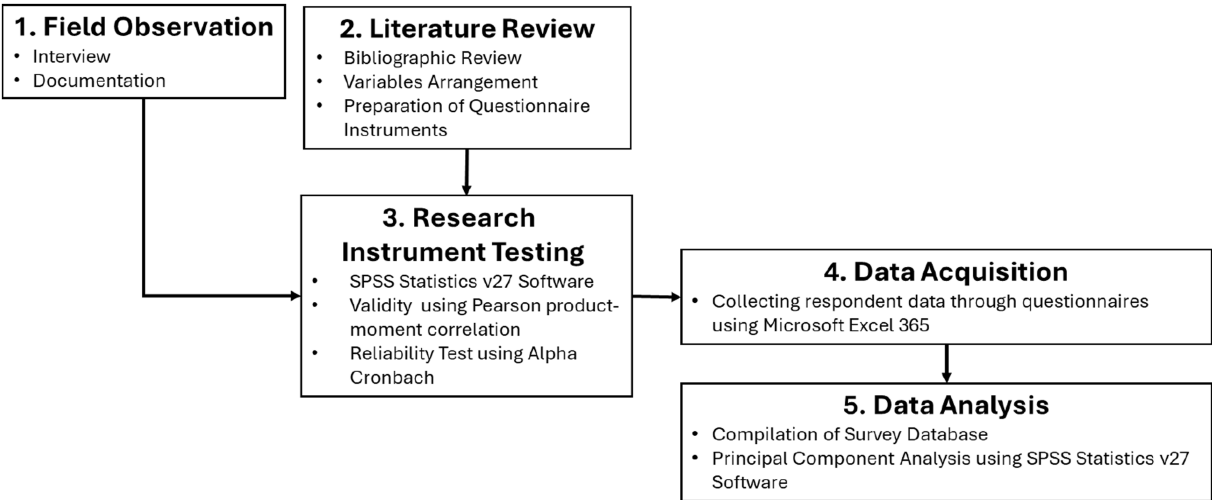 1. Field Observation
• Interview
• Documentation
2. Literature Review
• Bibliographic Review
• Variables Arrangement
• Preparation of Questionnaire
Instruments
3. Research
Instrument Testing
• SPSS Statistics v27 Software
• Validity using Pearson product-
moment correlation
• Reliability Test using Alpha
Cronbach
4. Data Acquisition
• Collecting respondent data through questionnaires
using Microsoft Excel 365
5. Data Analysis
• Compilation of Survey Database
• Principal Component Analysis using SPSS Statistics v27
Software